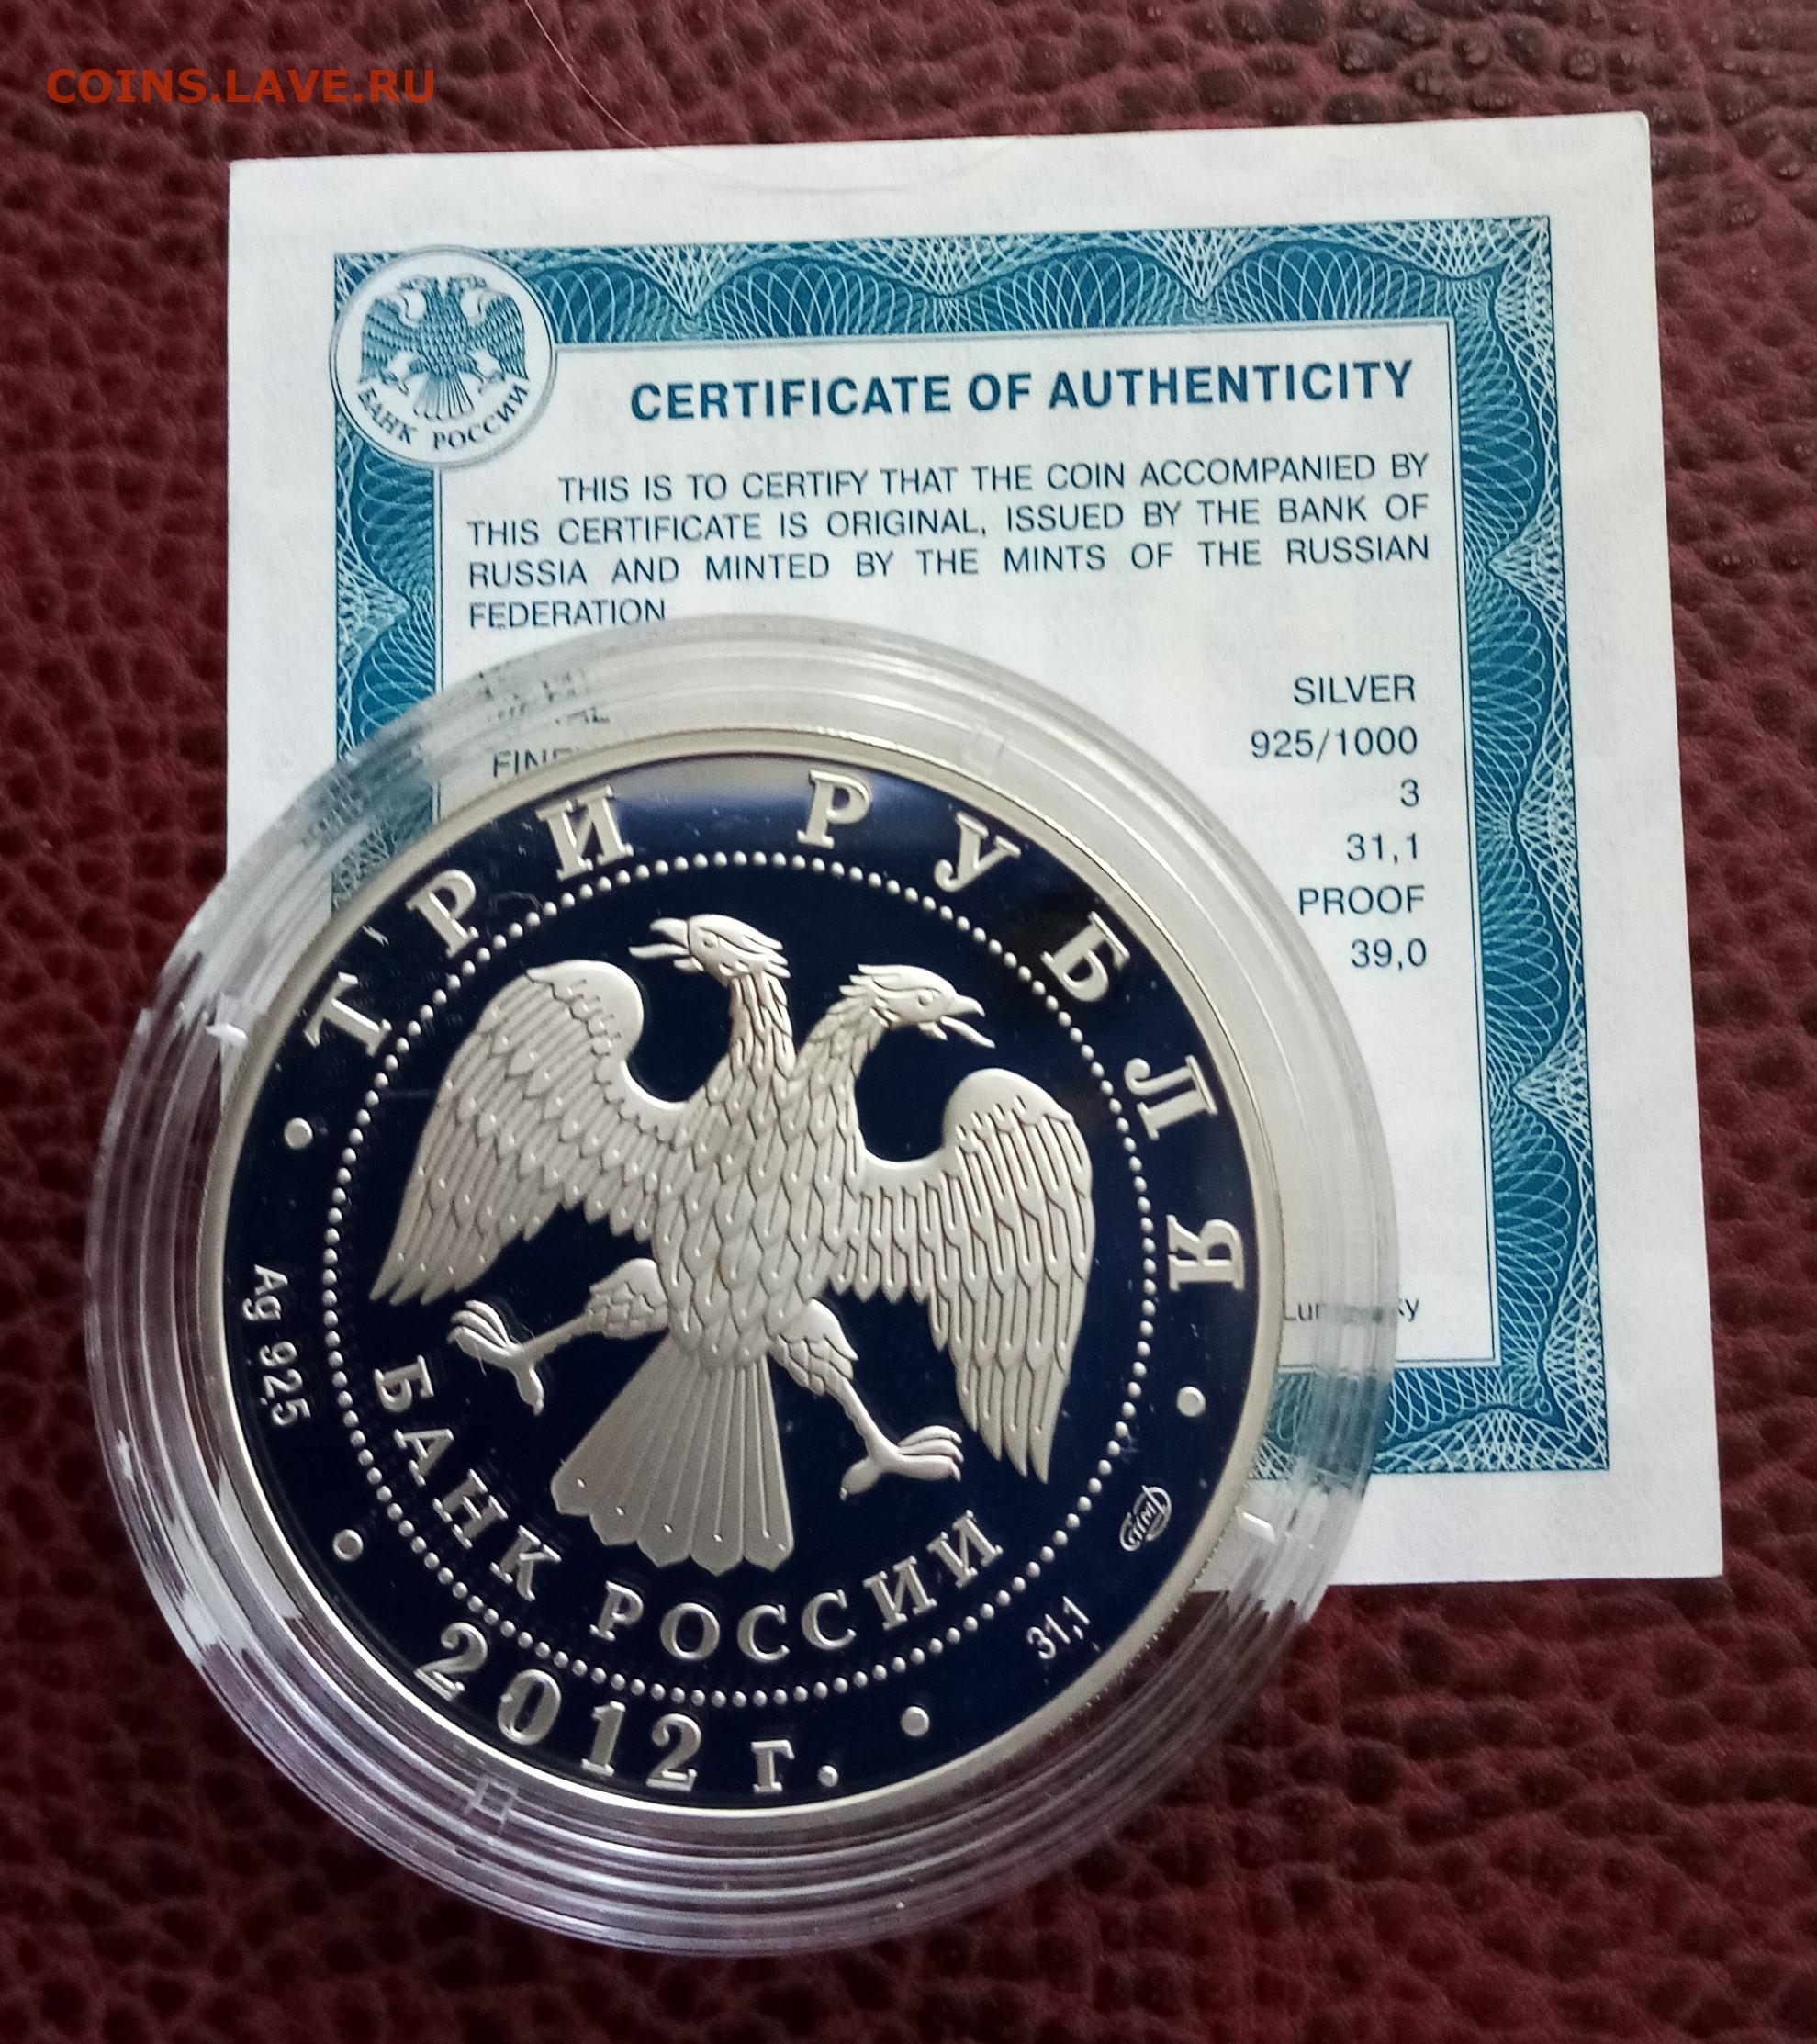 COINS.LAVE.RU
БАНК РОССИИ
CERTIFICATE OF AUTHENTICITY
THIS IS TO CERTIFY THAT THE COIN ACCOMPANIED BY
THIS CERTIFICATE IS ORIGINAL, ISSUED BY THE BANK OF
RUSSIA AND MINTED BY THE MINTS OF THE RUSSIAN
FEDERATION
SILVER
925/1000
3
31,1
PROOF
39,0
ТРИ РУБЛЯ
Ag 925
БАНК РОССИИ
31,1
2012 г.